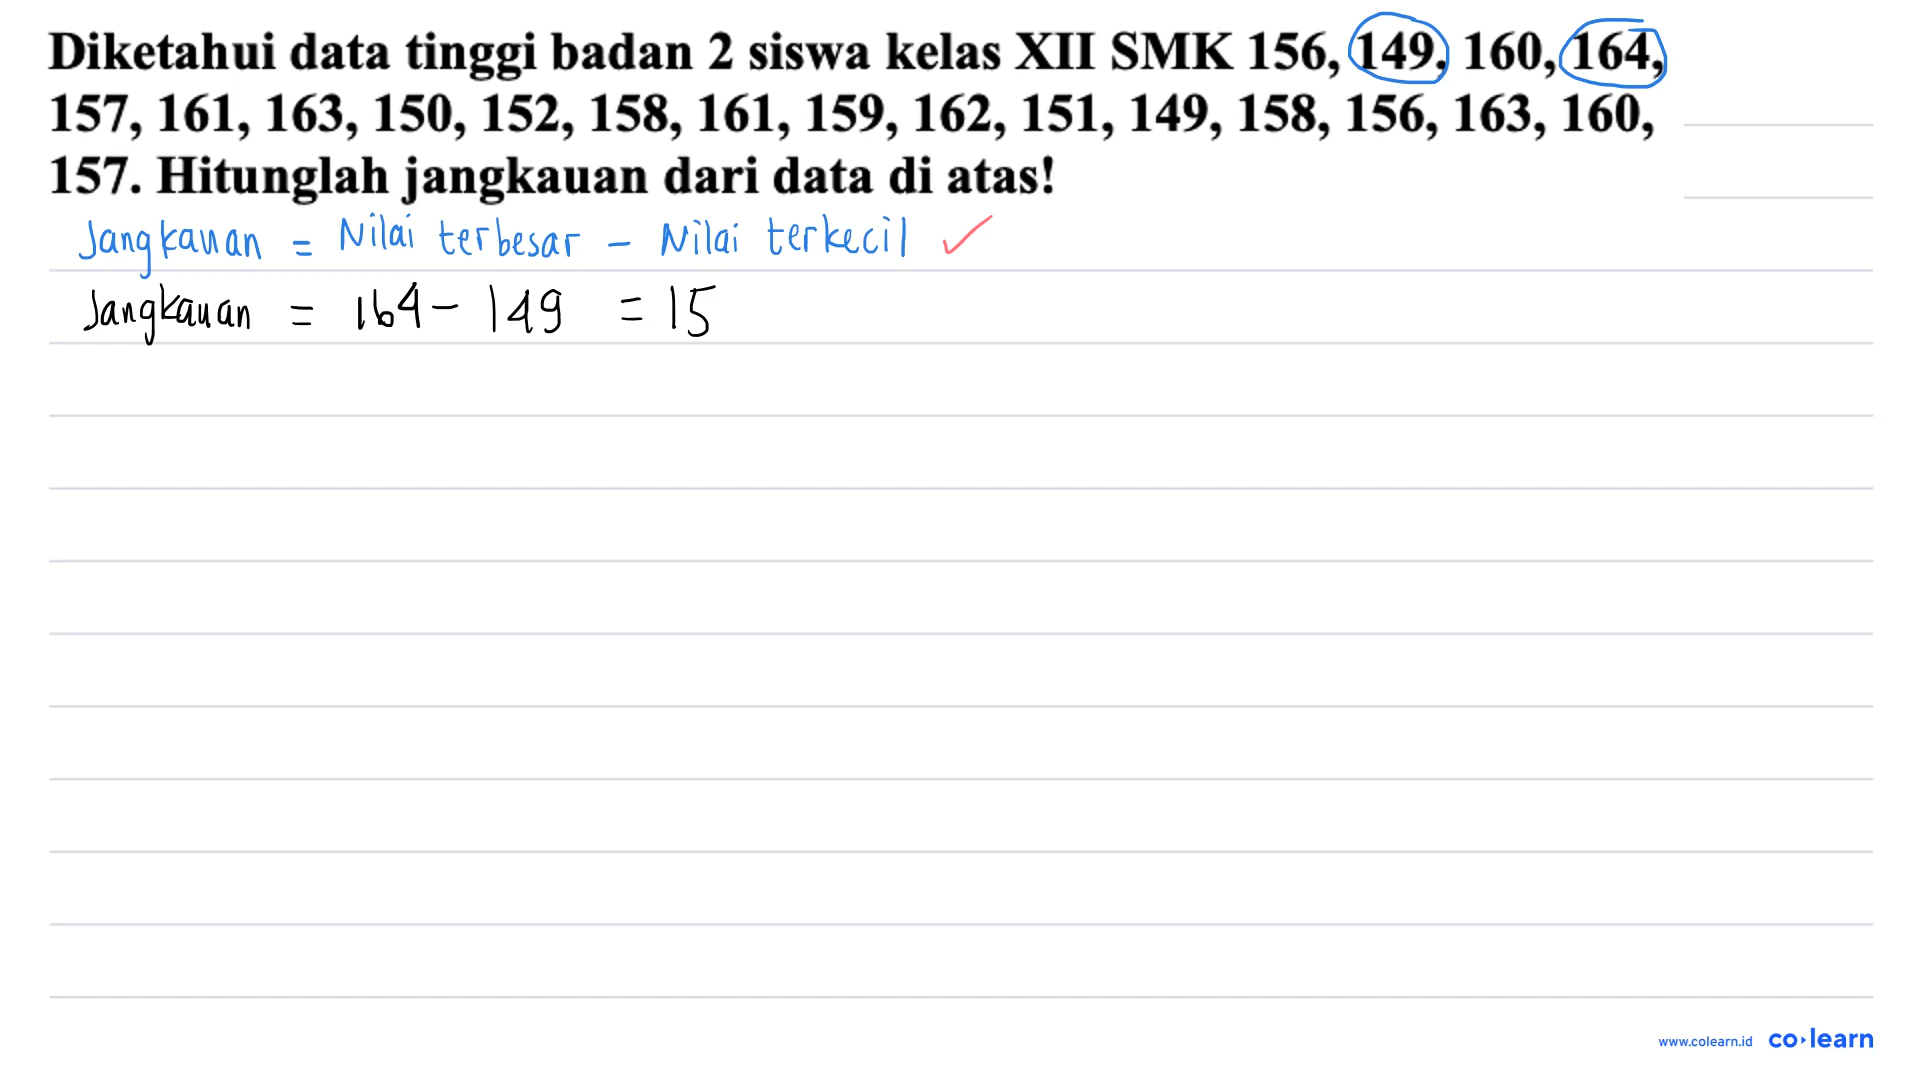 Diketahui data tinggi badan 2 siswa kelas XII SMK 156, 149, 160, 164,
157, 161, 163, 150, 152, 158, 161, 159, 162, 151, 149, 158, 156, 163, 160,
157. Hitunglah jangkauan dari data di atas!
Jangkauan = Nilai terbesar - Nilai terkecil ✓
Jangkauan = 164 - 149 = 15
www.colearn.id co learn